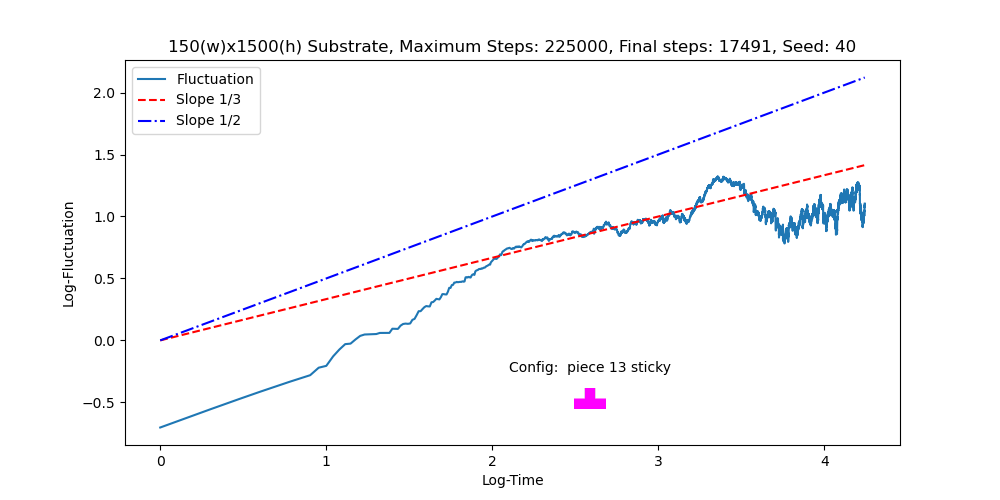 150(w)x1500(h) Substrate, Maximum Steps: 225000, Final steps: 17491, Seed: 40
Fluctuation
Slope 1/3
Slope 1/2
2.0
1.5
1.0
0.5
0.0
−0.5
Log-Fluctuation
Config:  piece 13 sticky
0
1
2
3
4
Log-Time